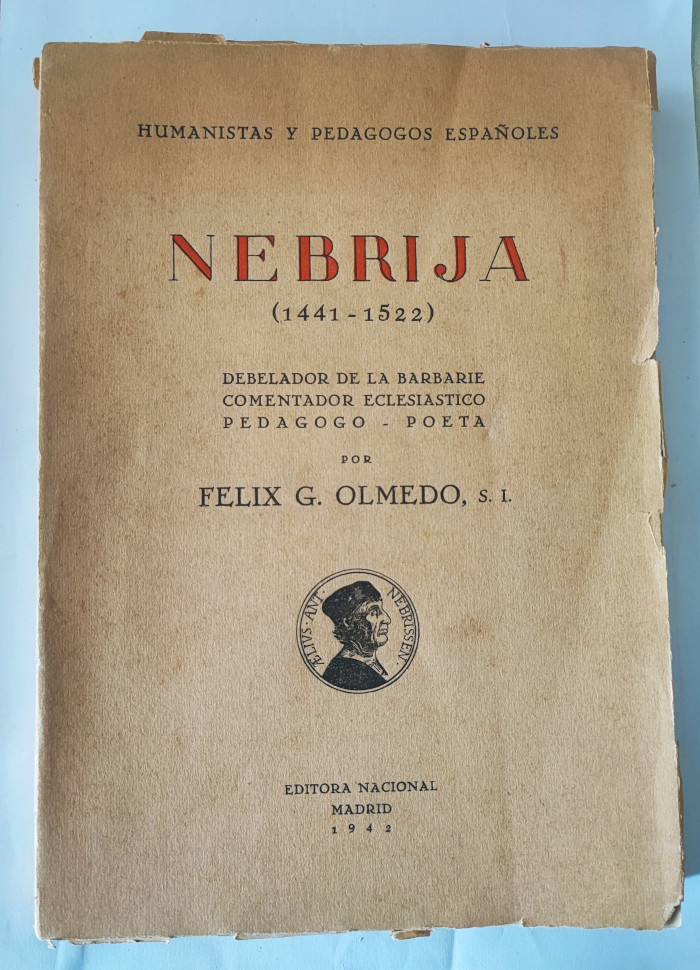 HUMANISTAS Y PEDAGOGOS ESPAÑOLES
NEBRIJA
(1441-1522)
DEBELADOR DE LA BARBARIE
COMENTADOR ECLESIASTICO
PEDAGOGO - POETA
POR
FELIX G. OLMEDO, S. I.
ÆLIVS · ANT · NEBRISSEN ·
EDITORA NACIONAL
MADRID
1942